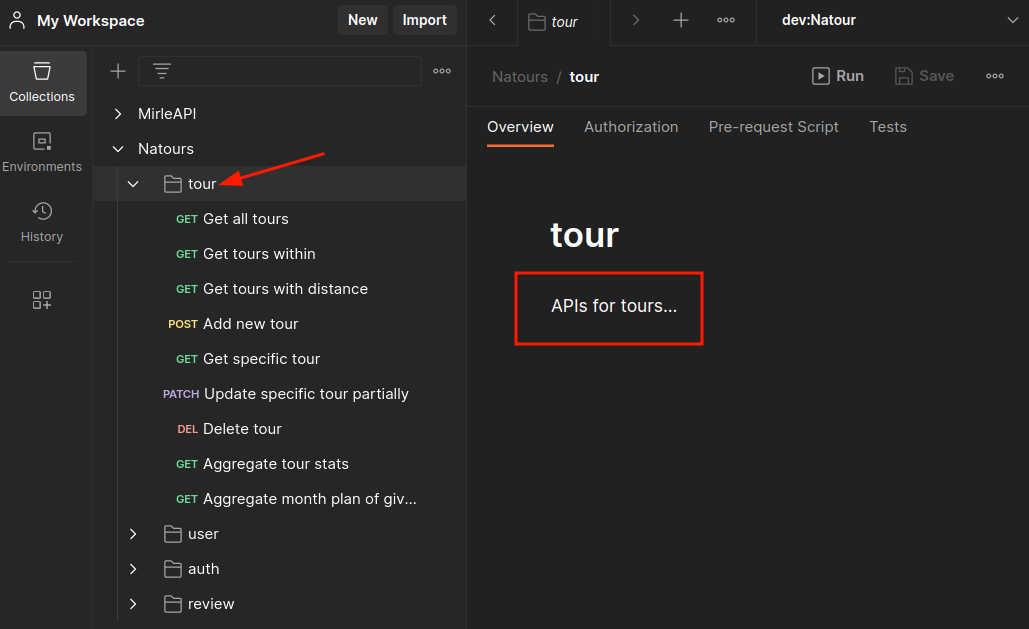 My Workspace
New
Import
tour
dev:Natour
Collections
Environments
History
MirleAPI
Natours
tour
GET Get all tours
GET Get tours within
GET Get tours with distance
POST Add new tour
GET Get specific tour
PATCH Update specific tour partially
DEL Delete tour
GET Aggregate tour stats
GET Aggregate month plan of giv...
user
auth
review
Natours / tour
Run
Save
Overview
Authorization
Pre-request Script
Tests
tour
APIs for tours...